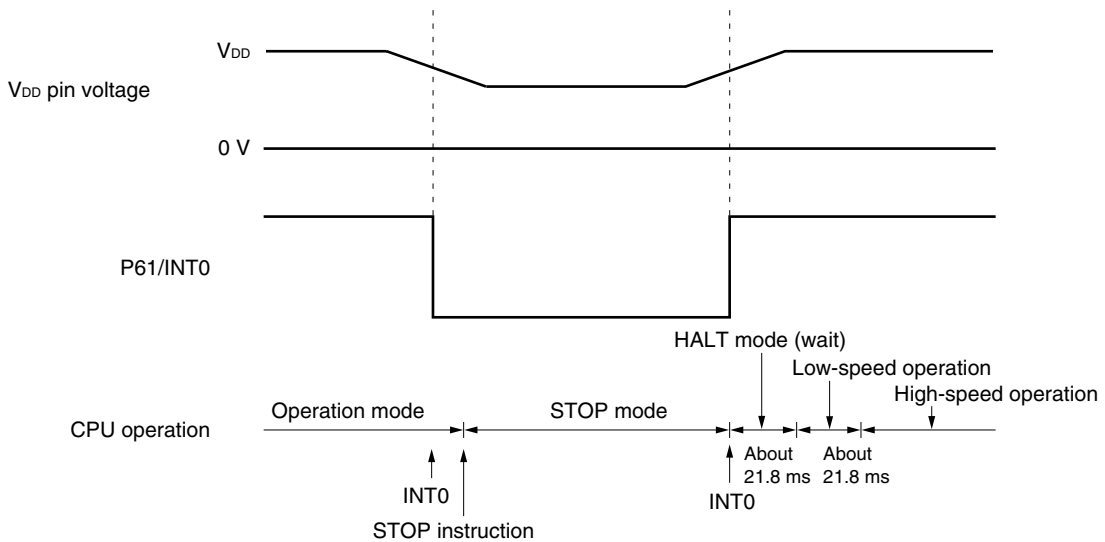 VDD
VDD pin voltage
0 V
P61/INT0
HALT mode (wait)
Low-speed operation
High-speed operation
Operation mode
STOP mode
CPU operation
About
21.8 ms
About
21.8 ms
INT0
INT0
STOP instruction